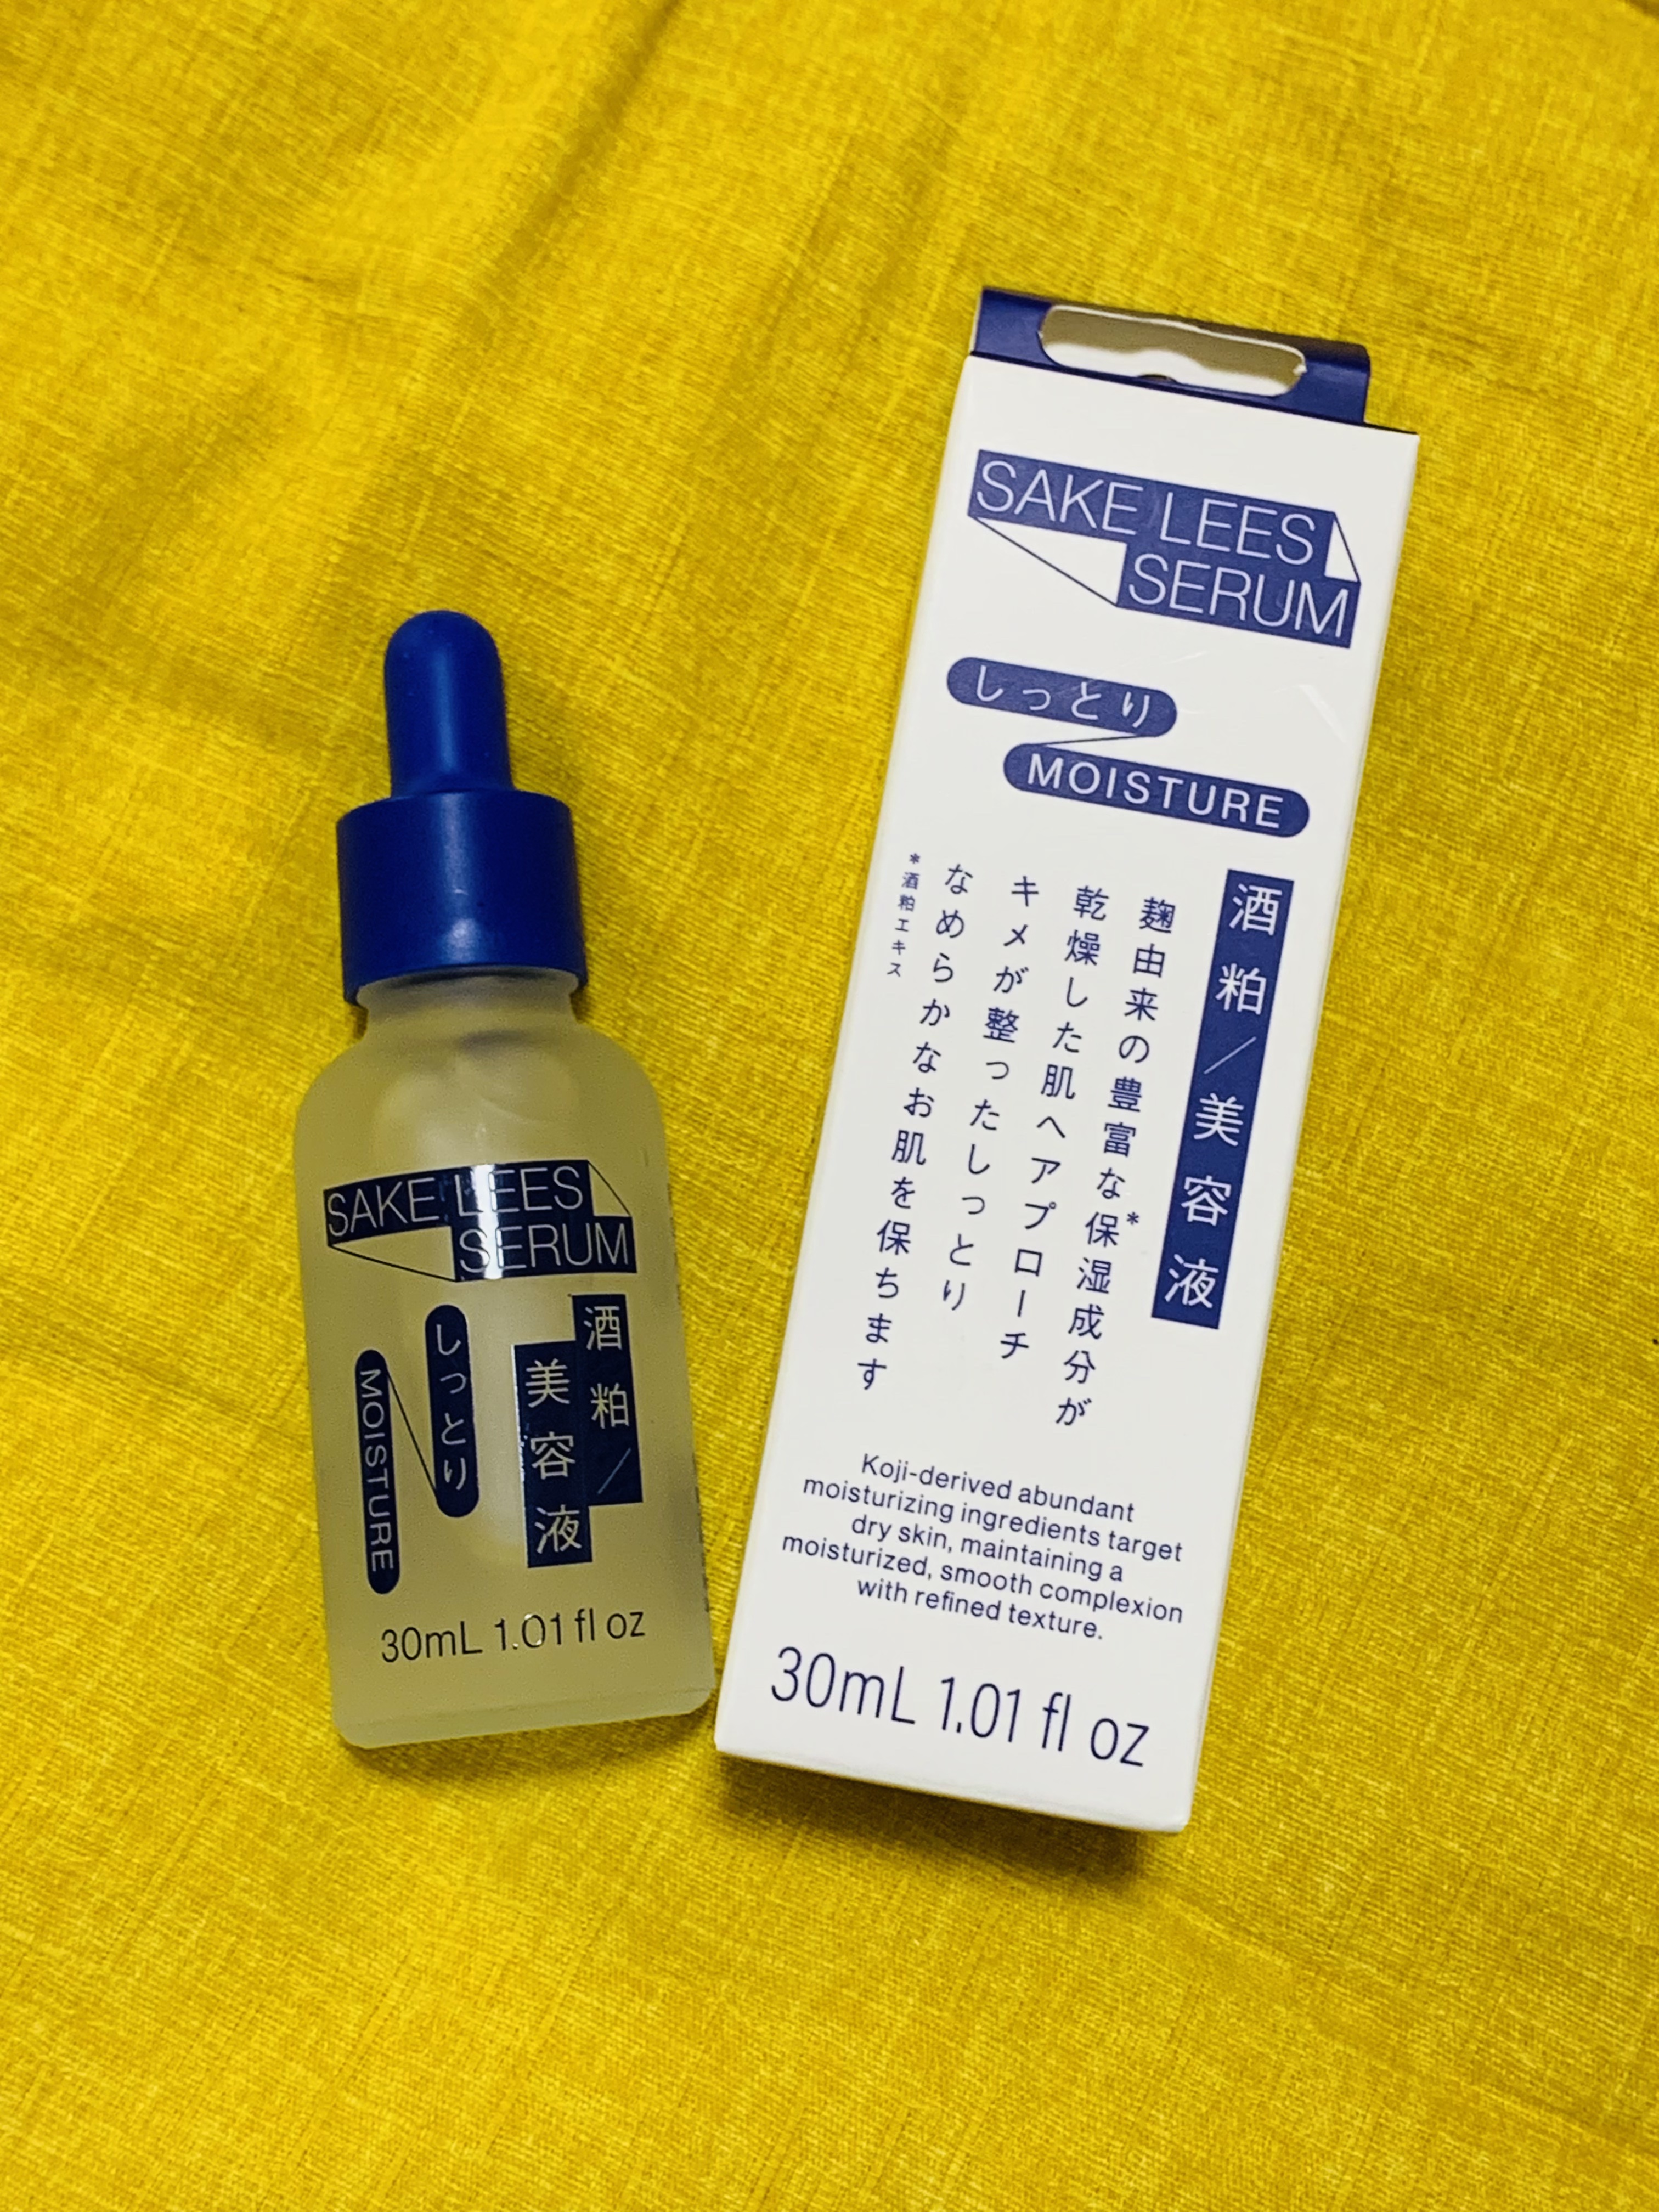 SAKE LEES
SERUM
しっとり
MOISTURE
酒粕/
美容液
30mL 1.01 fl oz
SAKE LEES
SERUM
しっとり
MOISTURE
酒粕/美容液
麹由来の豊富な*保湿成分が
乾燥した肌へアプローチ
キメが整ったしっとり
なめらかなお肌を保ちます
*酒粕エキス
Koji-derived abundant
moisturizing ingredients target
dry skin, maintaining a
moisturized, smooth complexion
with refined texture.
30mL 1.01 fl oz